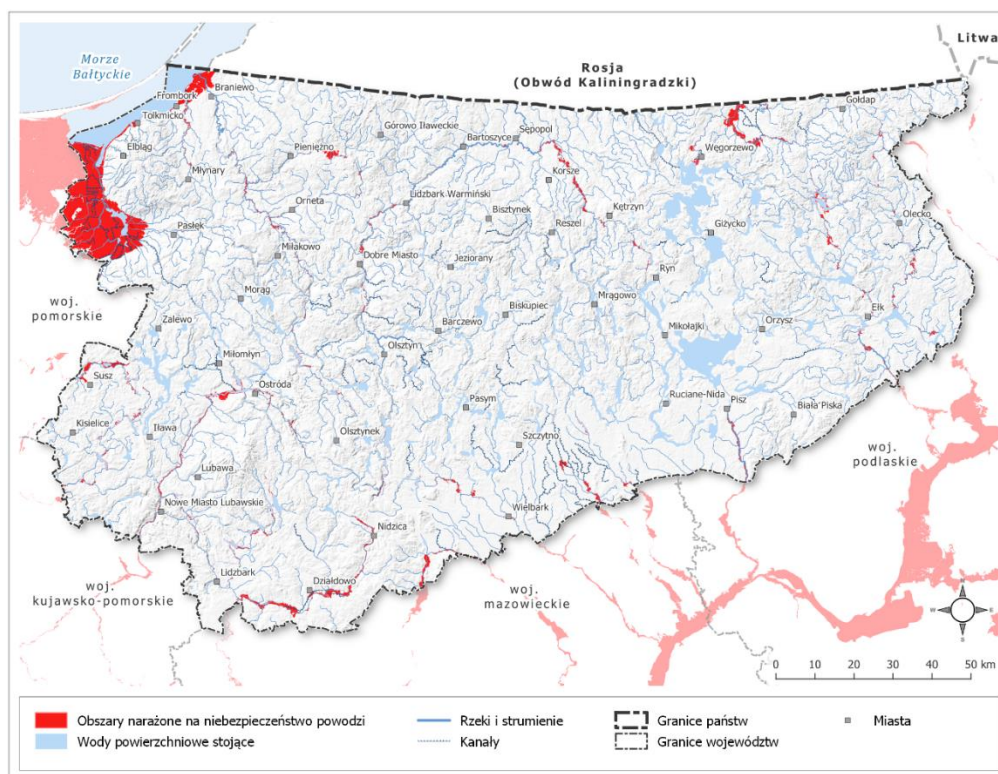 Morze
Bałtyckie
Litwa
Rosja
(Obwód Kaliningradzki)
Braniewo
Frombork
Tolkmicko
Gołdap
Górowo Iławeckie
Sępopol
Bartoszyce
Elbląg
Pieniężno
Węgorzewo
Młynary
Korsze
Lidzbark Warmiński
Orneta
Bisztynek
Kętrzyn
Olecko
Pasłęk
Reszel
Giżycko
Miłakowo
Dobre Miasto
Jeziorany
Ryn
woj.
pomorskie
Morąg
Biskupiec
Mrągowo
Zalewo
Barczewo
Mikołajki
Orzysz
Ełk
Olsztyn
Miłomłyn
Susz
Ostróda
Pasym
Ruciane-Nida
Pisz
Biała Piska
Kisielice
Iława
Olsztynek
Szczytno
woj.
podlaskie
Lubawa
Nowe Miasto Lubawskie
Wielbark
Nidzica
Lidzbark
Działdowo
woj.
kujawsko-pomorskie
woj.
mazowieckie
N
W E
S
0 10 20 30 40 50 km
Obszary narażone na niebezpieczeństwo powodzi
Rzeki i strumienie
Granice państw
Miasta
Wody powierzchniowe stojące
Kanały
Granice województw